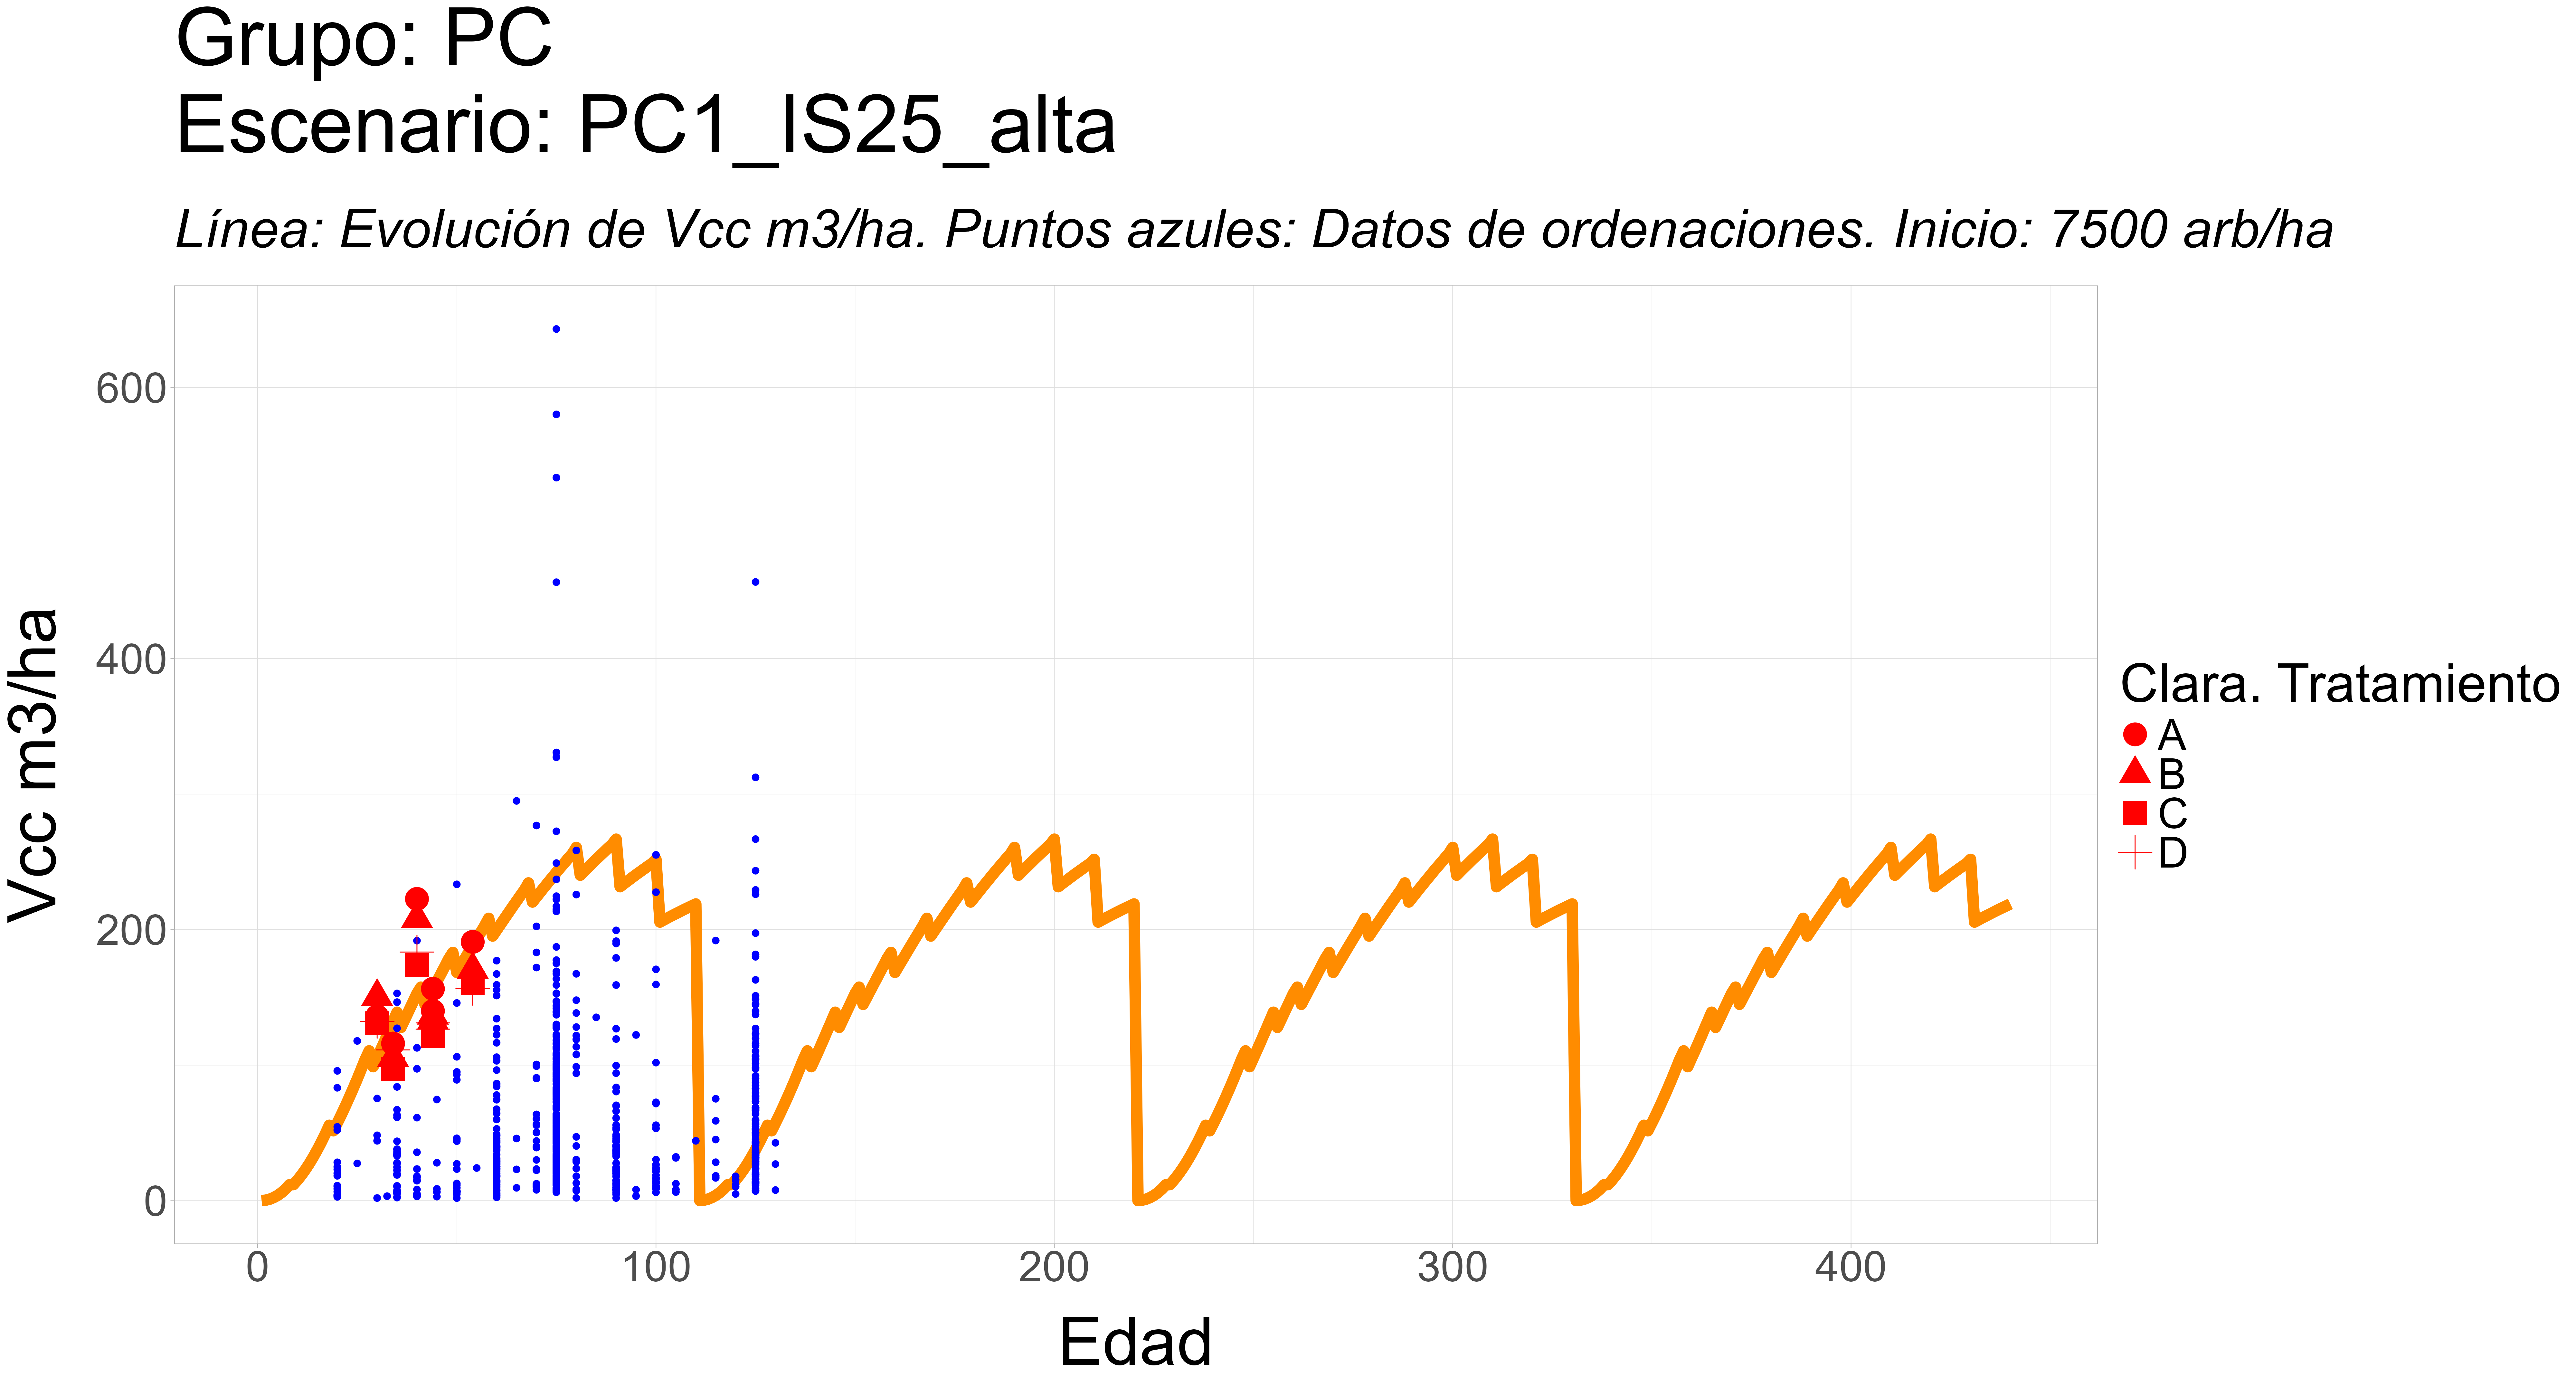 Grupo: PC
Escenario: PC1_IS25_alta
Línea: Evolución de Vcc m3/ha. Puntos azules: Datos de ordenaciones. Inicio: 7500 arb/ha
Vcc m3/ha
600
400
200
0
0 100 200 300 400
Edad
Clara. Tratamiento
A
B
C
D